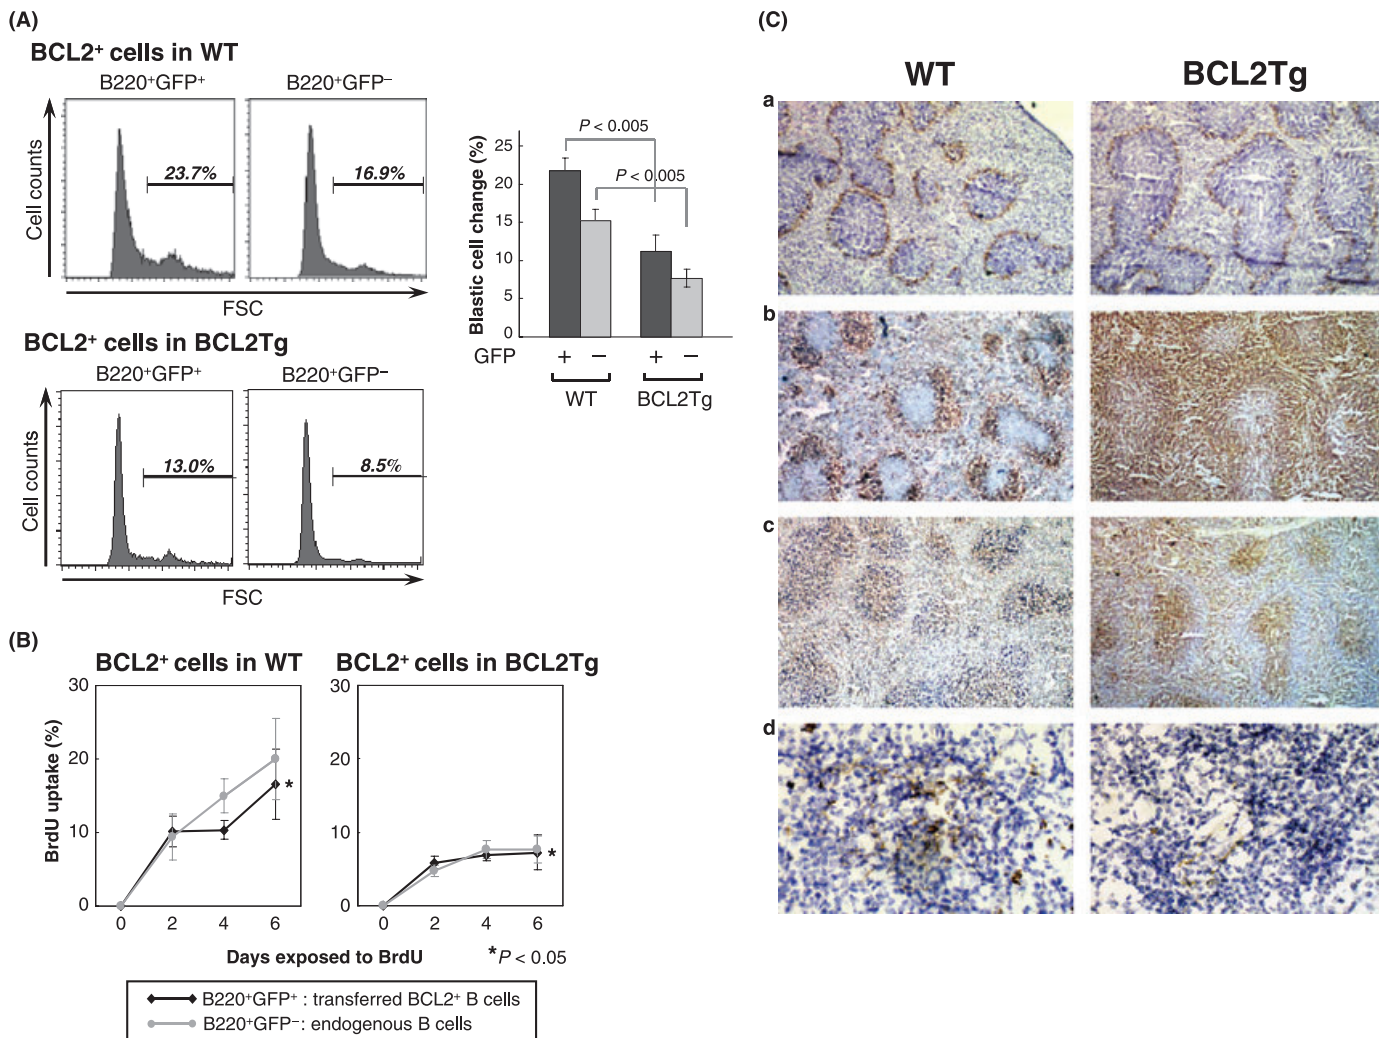 (A)
BCL2⁺ cells in WT
B220⁺GFP⁺
B220⁺GFP⁻
Cell counts
23.7%
16.9%
FSC
BCL2⁺ cells in BCL2Tg
B220⁺GFP⁺
B220⁺GFP⁻
Cell counts
13.0%
8.5%
FSC
Blastic cell change (%)
25
20
15
10
5
0
P < 0.005
P < 0.005
GFP + − + −
WT BCL2Tg
(B)
BCL2⁺ cells in WT
BCL2⁺ cells in BCL2Tg
BrdU uptake (%)
30
20
10
0
*
0 2 4 6
30
20
10
0
*
0 2 4 6
Days exposed to BrdU
*P < 0.05
B220⁺GFP⁺ : transferred BCL2⁺ B cells
B220⁺GFP⁻: endogenous B cells
(C)
WT
BCL2Tg
a
b
c
d